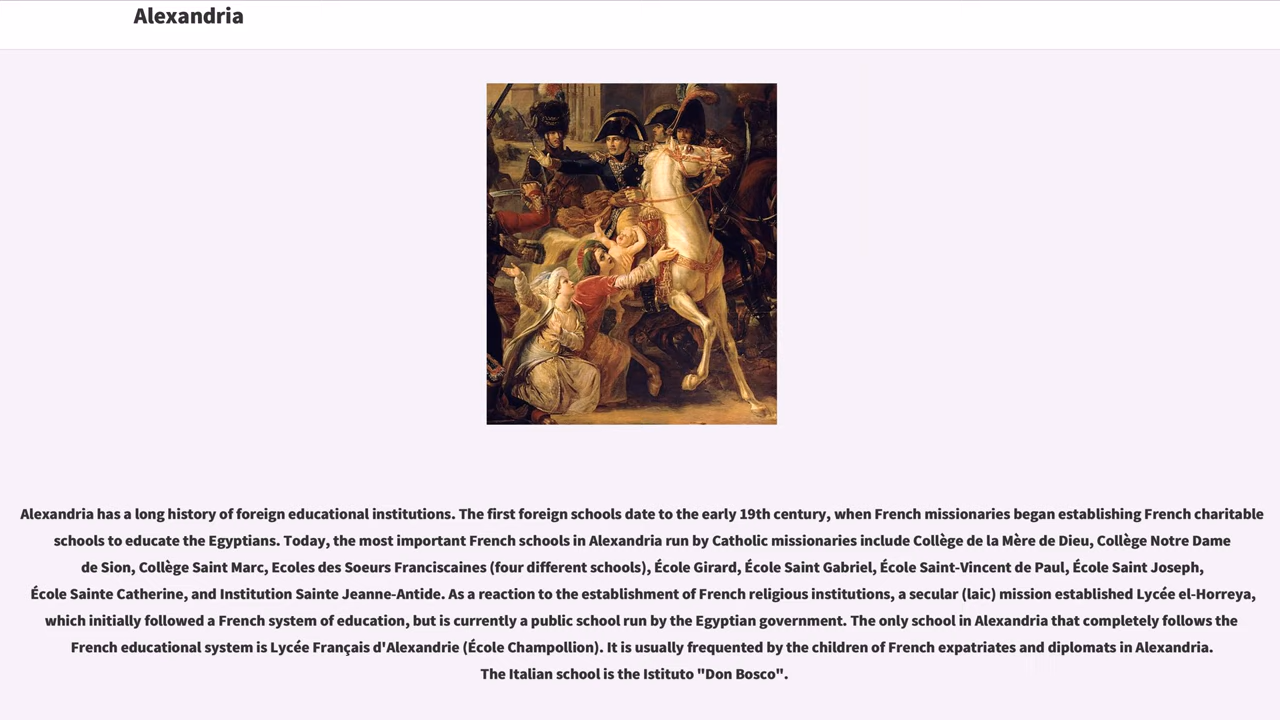 Alexandria
Alexandria has a long history of foreign educational institutions. The first foreign schools date to the early 19th century, when French missionaries began establishing French charitable
schools to educate the Egyptians. Today, the most important French schools in Alexandria run by Catholic missionaries include Collège de la Mère de Dieu, Collège Notre Dame
de Sion, Collège Saint Marc, Ecoles des Soeurs Franciscaines (four different schools), École Girard, École Saint Gabriel, École Saint-Vincent de Paul, École Saint Joseph,
École Sainte Catherine, and Institution Sainte Jeanne-Antide. As a reaction to the establishment of French religious institutions, a secular (laic) mission established Lycée el-Horreya,
which initially followed a French system of education, but is currently a public school run by the Egyptian government. The only school in Alexandria that completely follows the
French educational system is Lycée Français d'Alexandrie (École Champollion). It is usually frequented by the children of French expatriates and diplomats in Alexandria.
The Italian school is the Istituto "Don Bosco".